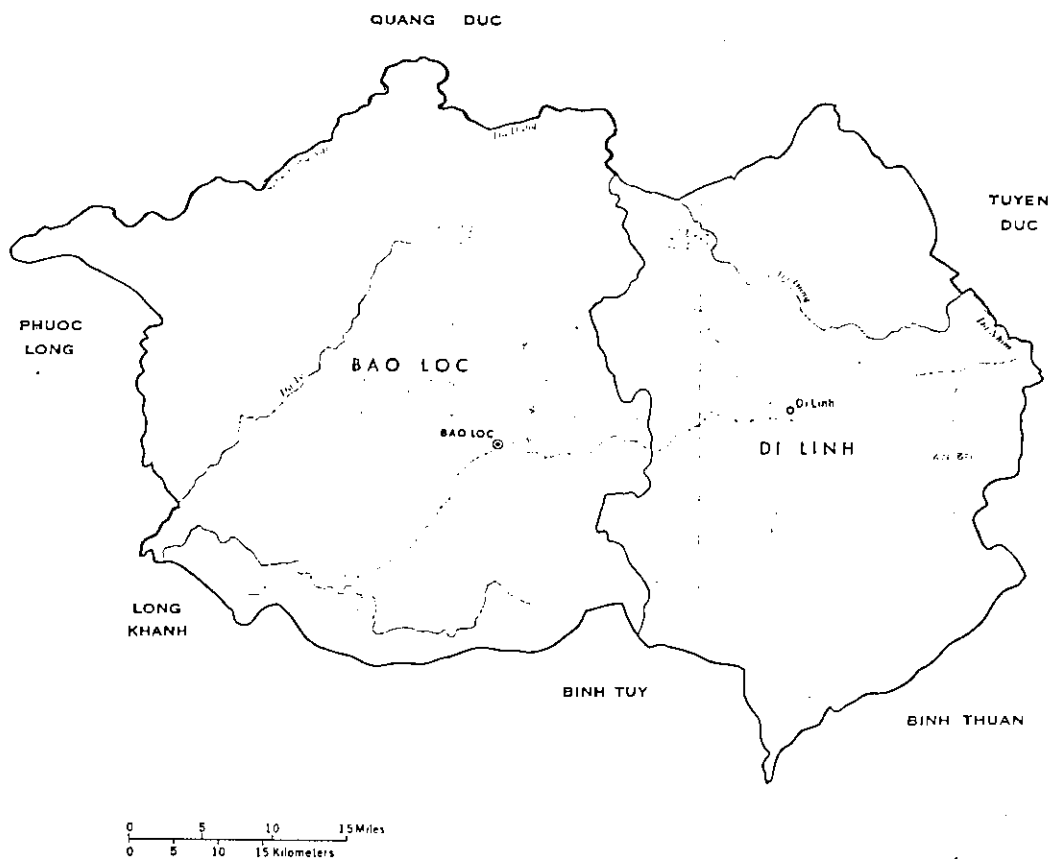 QUANG DUC
TUYEN
DUC
PHUOC
LONG
BAO LOC
Di Linh
BAO LOC
DI LINH
LONG
KHANH
BINH TUY
BINH THUAN
0 5 10 15 Miles
0 5 10 15 Kilometers